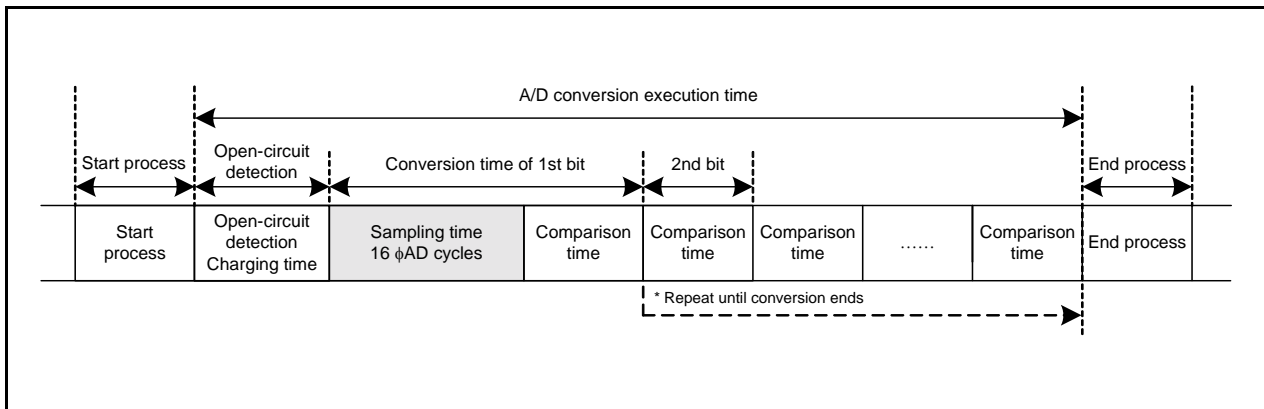 A/D conversion execution time
Start process
Open-circuit
detection
Conversion time of 1st bit
2nd bit
End process
Start
process
Open-circuit
detection
Charging time
Sampling time
16 ϕAD cycles
Comparison
time
Comparison
time
Comparison
time
......
Comparison
time
End process
* Repeat until conversion ends